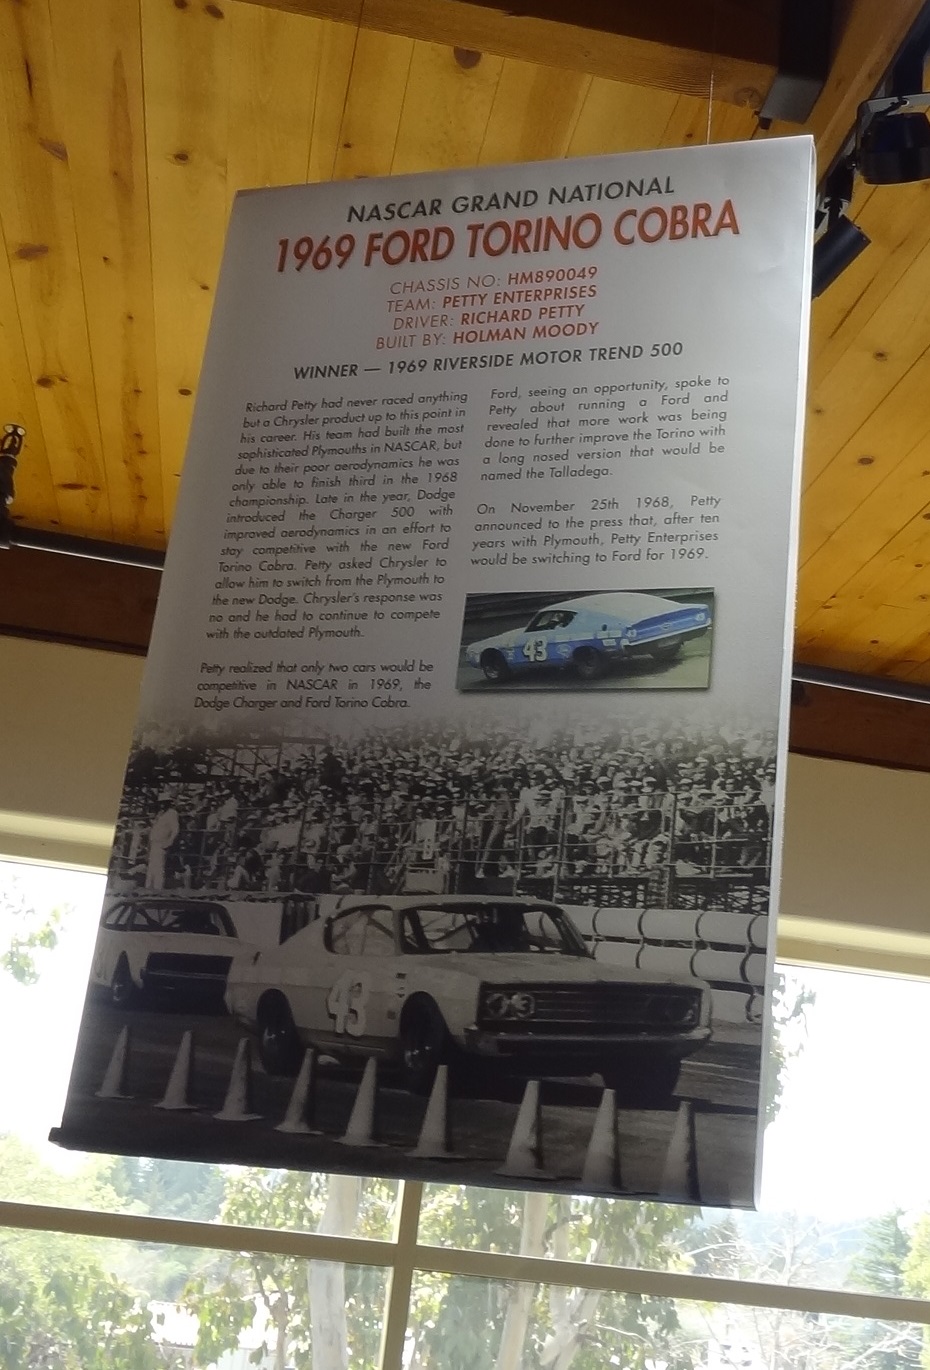 NASCAR GRAND NATIONAL
1969 FORD TORINO COBRA
CHASSIS NO: HM890049
TEAM: PETTY ENTERPRISES
DRIVER: RICHARD PETTY
BUILT BY: HOLMAN MOODY
WINNER — 1969 RIVERSIDE MOTOR TREND 500
Richard Petty had never raced anything
but a Chrysler product up to this point in
his career. His team had built the most
sophisticated Plymouths in NASCAR, but
due to their poor aerodynamics he was
only able to finish third in the 1968
championship. Late in the year, Dodge
introduced the Charger 500 with
improved aerodynamics in an effort to
stay competitive with the new Ford
Torino Cobra. Petty asked Chrysler to
allow him to switch from the Plymouth to
the new Dodge. Chrysler's response was
no and he had to continue to compete
with the outdated Plymouth.
Petty realized that only two cars would be
competitive in NASCAR in 1969, the
Dodge Charger and Ford Torino Cobra.
Ford, seeing an opportunity, spoke to
Petty about running a Ford and
revealed that more work was being
done to further improve the Torino with
a long nosed version that would be
named the Talladega.
On November 25th 1968, Petty
announced to the press that, after ten
years with Plymouth, Petty Enterprises
would be switching to Ford for 1969.
43
43